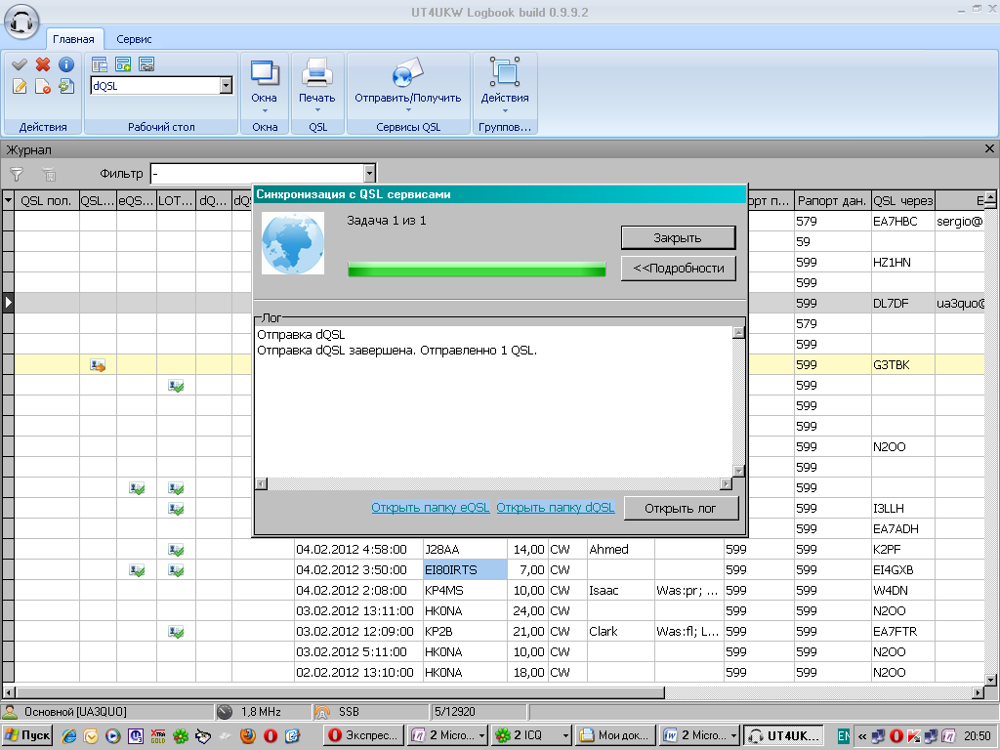 UT4UKW Logbook build 0.9.9.2
Главная Сервис
dQSL
Окна Печать Отправить/Получить Действия
Действия Рабочий стол Окна QSL Сервисы QSL Группов...
Журнал
Фильтр -
QSL пол. QSL... eQS... LOT... dQ... Рапорт дан. QSL через
Синхронизация с QSL сервисами
Задача 1 из 1
Закрыть
<<Подробности
Лог
Отправка dQSL
Отправка dQSL завершена. Отправленно 1 QSL.
Открыть папку eQSL Открыть папку dQSL Открыть лог
579 EA7HBC sergio@
59
599 HZ1HN
599
599 DL7DF ua3quo@
579
599
599 G3TBK
599
599
599
599 N2OO
599
599
599 I3LLH
599 EA7ADH
04.02.2012 4:58:00 J28AA 14,00 CW Ahmed 599 599 K2PF
04.02.2012 3:50:00 EI80IRTS 7,00 CW 599 599 EI4GXB
04.02.2012 2:08:00 KP4MS 10,00 CW Isaac Was:pr; ... 599 599 W4DN
03.02.2012 13:11:00 HK0NA 24,00 CW 599 599 N2OO
03.02.2012 12:09:00 KP2B 21,00 CW Clark Was:fl; L... 599 599 EA7FTR
03.02.2012 5:11:00 HK0NA 10,00 CW 599 599 N2OO
02.02.2012 13:10:00 HK0NA 18,00 CW 599 599 N2OO
Основной [UA3QUO] 1,8 MHz SSB 5/12920
Пуск Экспрес... 2 Micro... 2 ICQ Мои док... 2 Micro... UT4UK... EN « 20:50